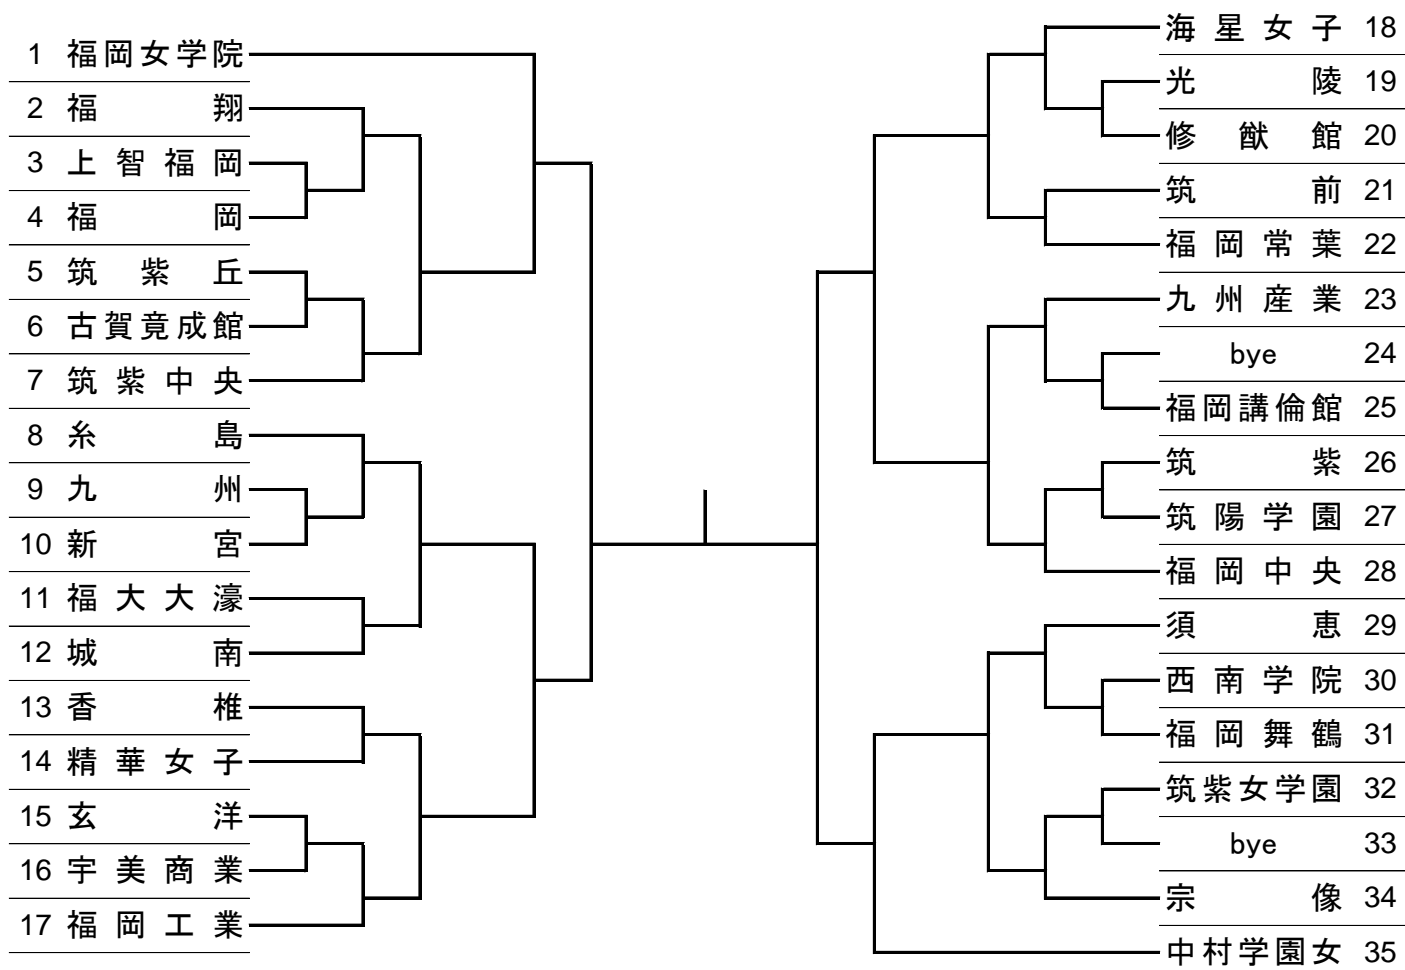 1 福岡女学院
2 福翔
3 上智福岡
4 福岡
5 筑紫丘
6 古賀竟成館
7 筑紫中央
8 糸島
9 九州
10 新宮
11 福大大濠
12 城南
13 香椎
14 精華女子
15 玄洋
16 宇美商業
17 福岡工業
海星女子 18
光陵 19
修猷館 20
筑前 21
福岡常葉 22
九州産業 23
bye 24
福岡講倫館 25
筑紫 26
筑陽学園 27
福岡中央 28
須恵 29
西南学院 30
福岡舞鶴 31
筑紫女学園 32
bye 33
宗像 34
中村学園女 35